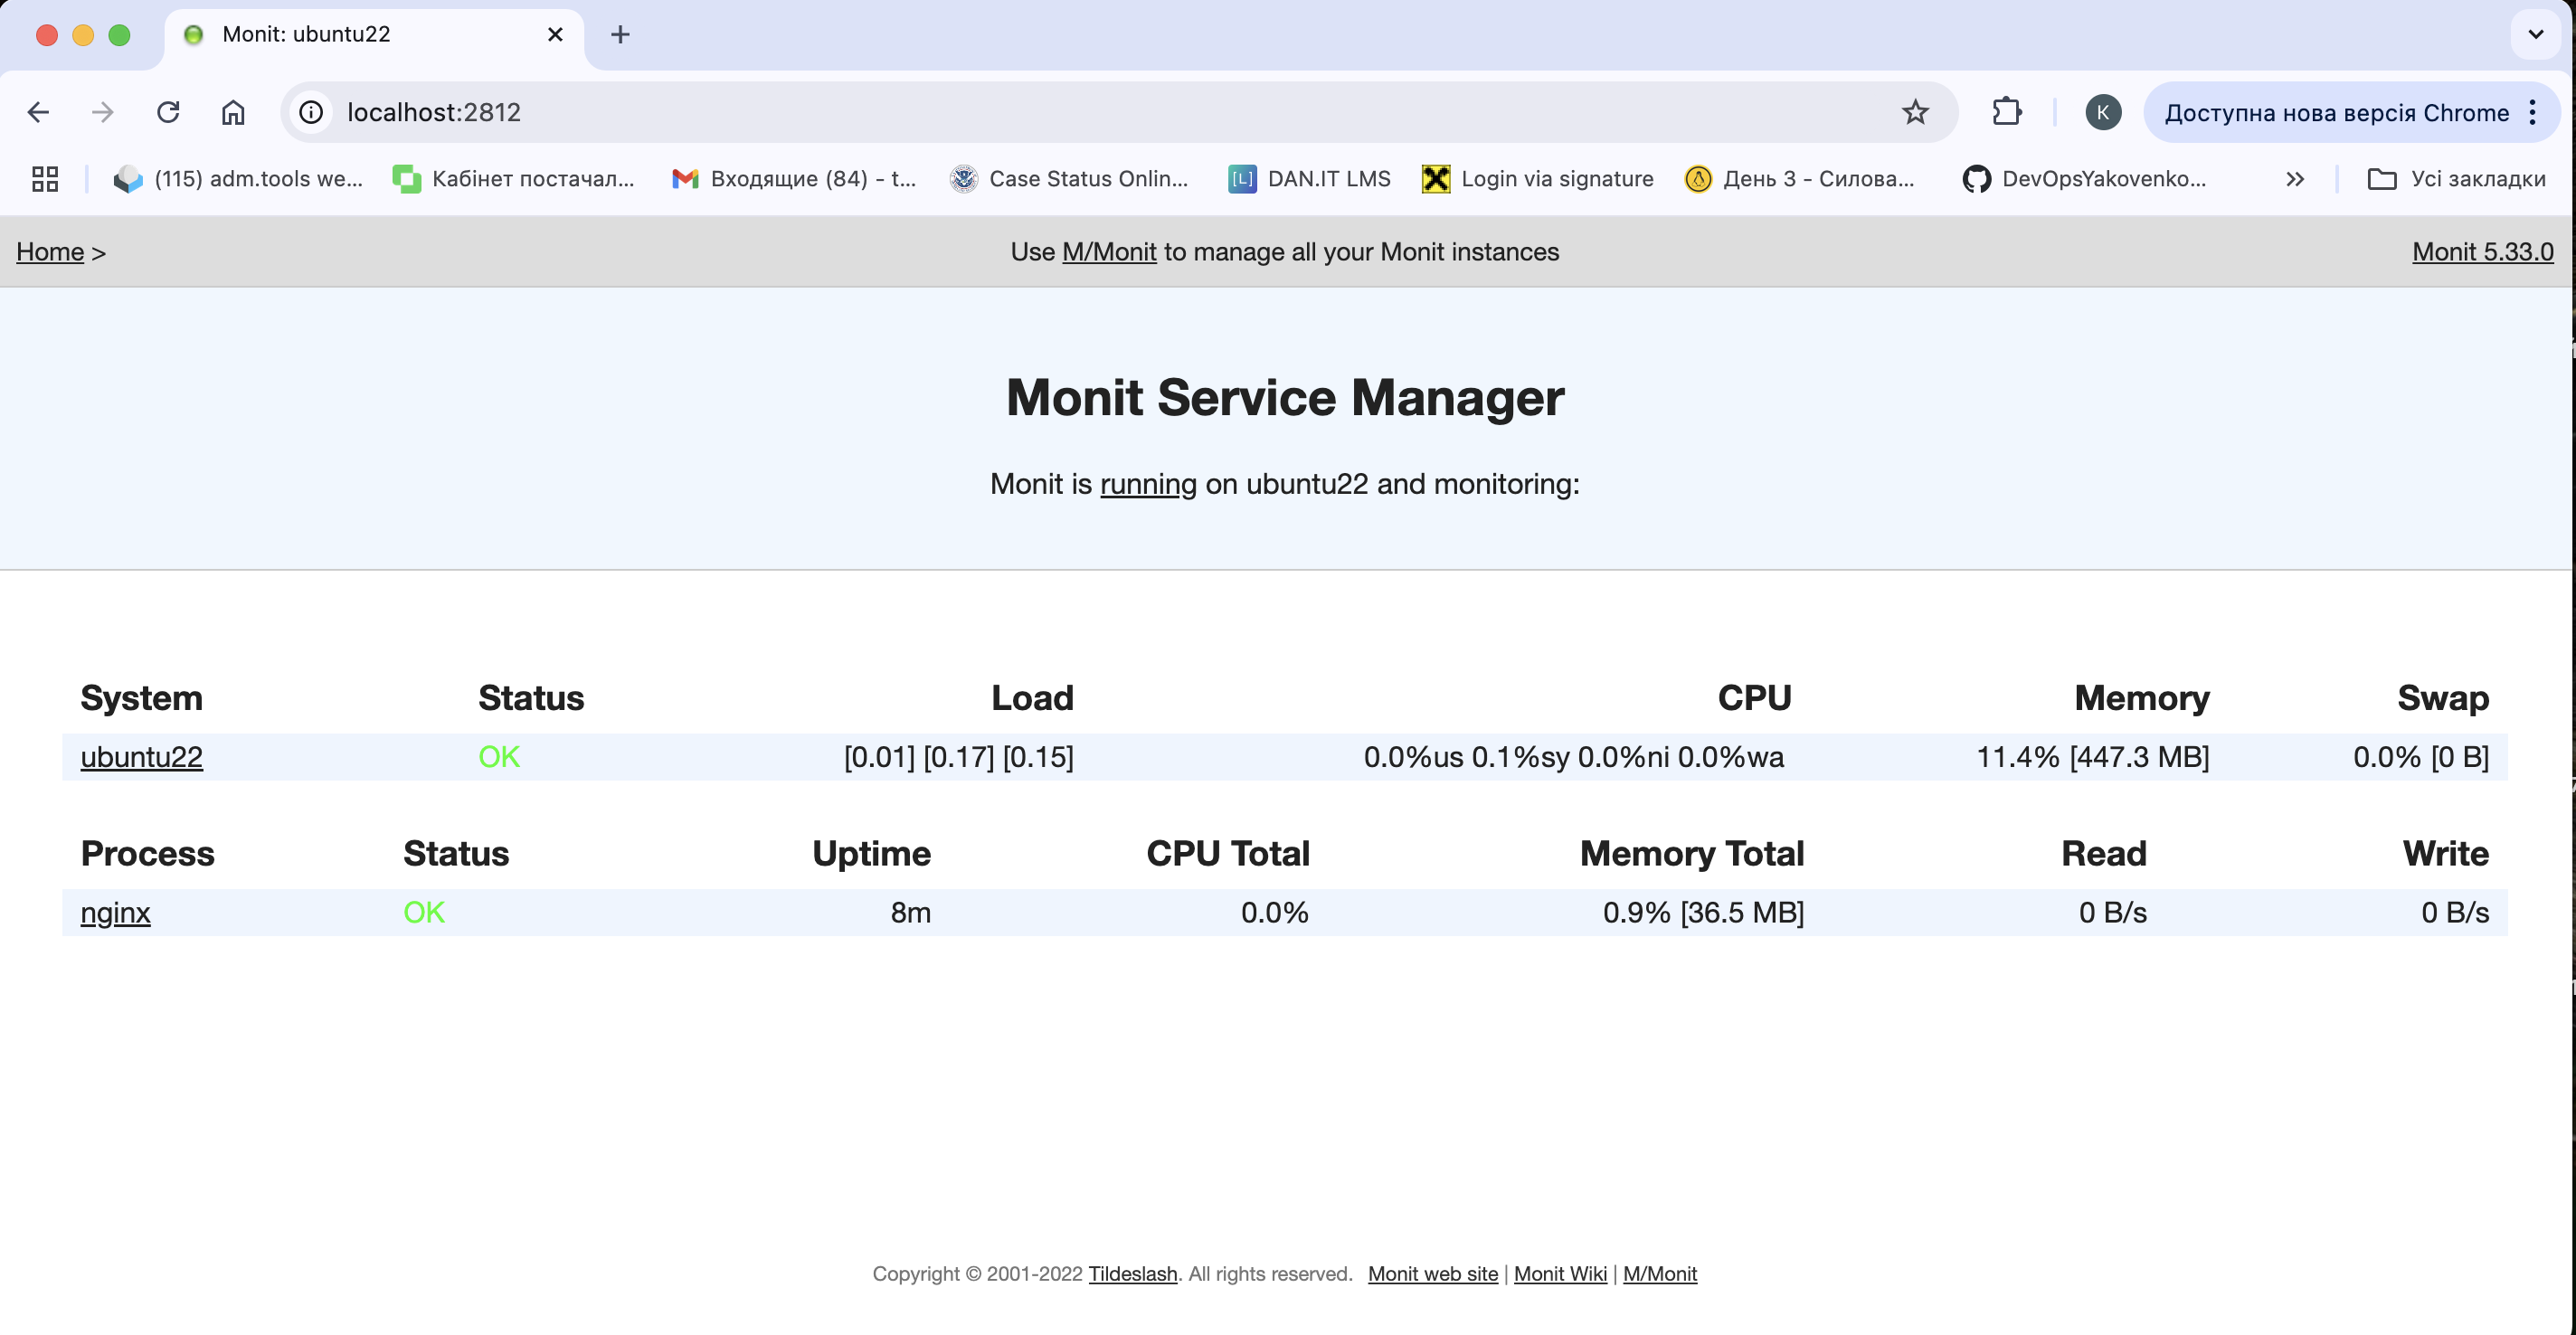 Monit: ubuntu22
localhost:2812
K
Доступна нова версія Chrome
(115) adm.tools we...
Кабінет постачал...
Входящие (84) - t...
Case Status Onlin...
[L]
DAN.IT LMS
Login via signature
День 3 - Силова...
DevOpsYakovenko...
Усі закладки
Home >
Use M/Monit to manage all your Monit instances
Monit 5.33.0
Monit Service Manager
Monit is running on ubuntu22 and monitoring:
System Status Load CPU Memory Swap
ubuntu22 OK [0.01] [0.17] [0.15] 0.0%us 0.1%sy 0.0%ni 0.0%wa 11.4% [447.3 MB] 0.0% [0 B]
Process Status Uptime CPU Total Memory Total Read Write
nginx OK 8m 0.0% 0.9% [36.5 MB] 0 B/s 0 B/s
Copyright © 2001-2022 Tildeslash. All rights reserved. Monit web site | Monit Wiki | M/Monit